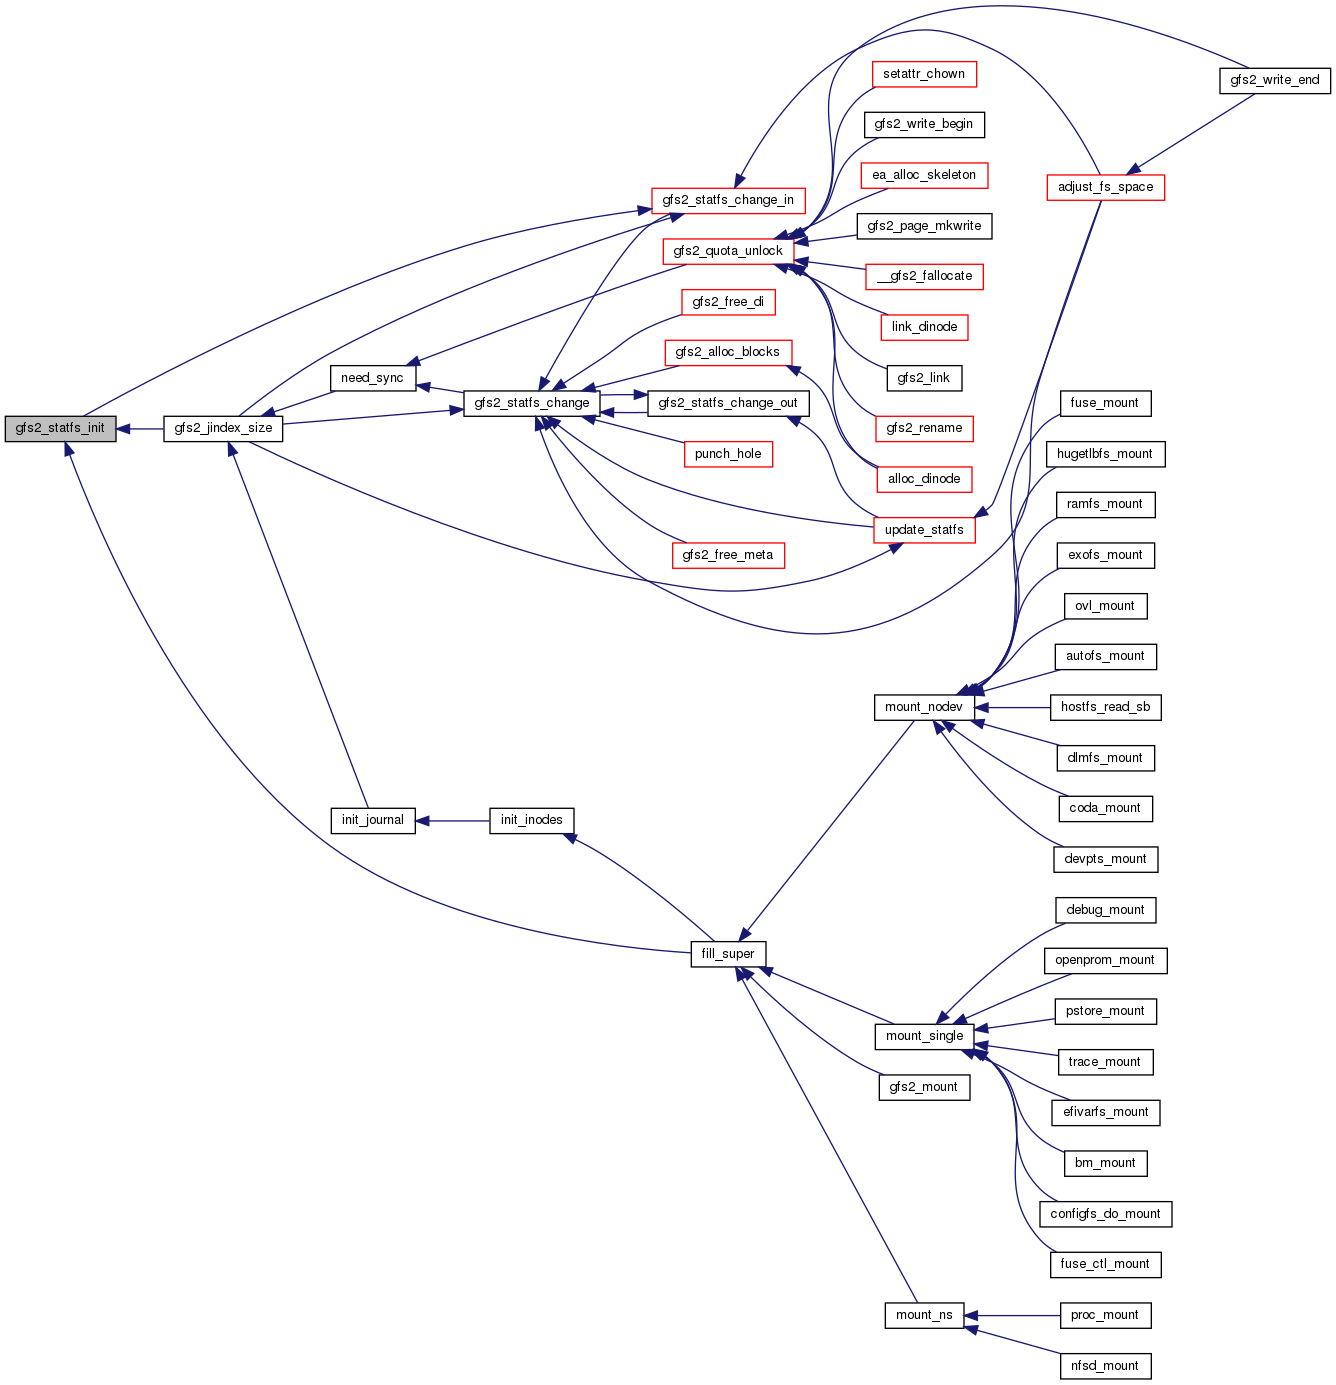 gfs2_statfs_init
gfs2_jindex_size
need_sync
gfs2_statfs_change
gfs2_statfs_change_in
gfs2_quota_unlock
gfs2_free_di
gfs2_alloc_blocks
gfs2_statfs_change_out
punch_hole
gfs2_free_meta
setattr_chown
gfs2_write_begin
ea_alloc_skeleton
gfs2_page_mkwrite
__gfs2_fallocate
link_dinode
gfs2_link
gfs2_rename
alloc_dinode
update_statfs
gfs2_write_end
adjust_fs_space
init_journal
init_inodes
fill_super
mount_nodev
fuse_mount
hugetlbfs_mount
ramfs_mount
exofs_mount
ovl_mount
autofs_mount
hostfs_read_sb
dlmfs_mount
coda_mount
devpts_mount
mount_single
debug_mount
openprom_mount
pstore_mount
trace_mount
efivarfs_mount
bm_mount
configfs_do_mount
fuse_ctl_mount
gfs2_mount
mount_ns
proc_mount
nfsd_mount